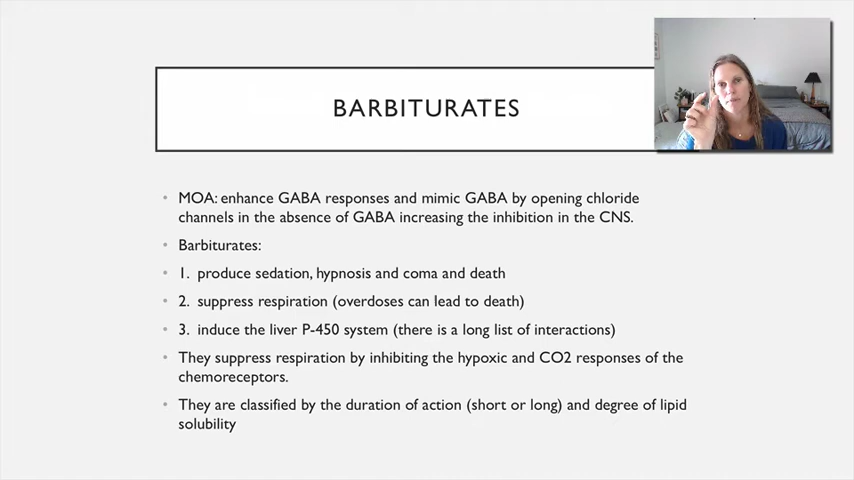 BARBITURATES
• MOA: enhance GABA responses and mimic GABA by opening chloride
channels in the absence of GABA increasing the inhibition in the CNS.
• Barbiturates:
• 1. produce sedation, hypnosis and coma and death
• 2. suppress respiration (overdoses can lead to death)
• 3. induce the liver P-450 system (there is a long list of interactions)
• They suppress respiration by inhibiting the hypoxic and CO2 responses of the
chemoreceptors.
• They are classified by the duration of action (short or long) and degree of lipid
solubility